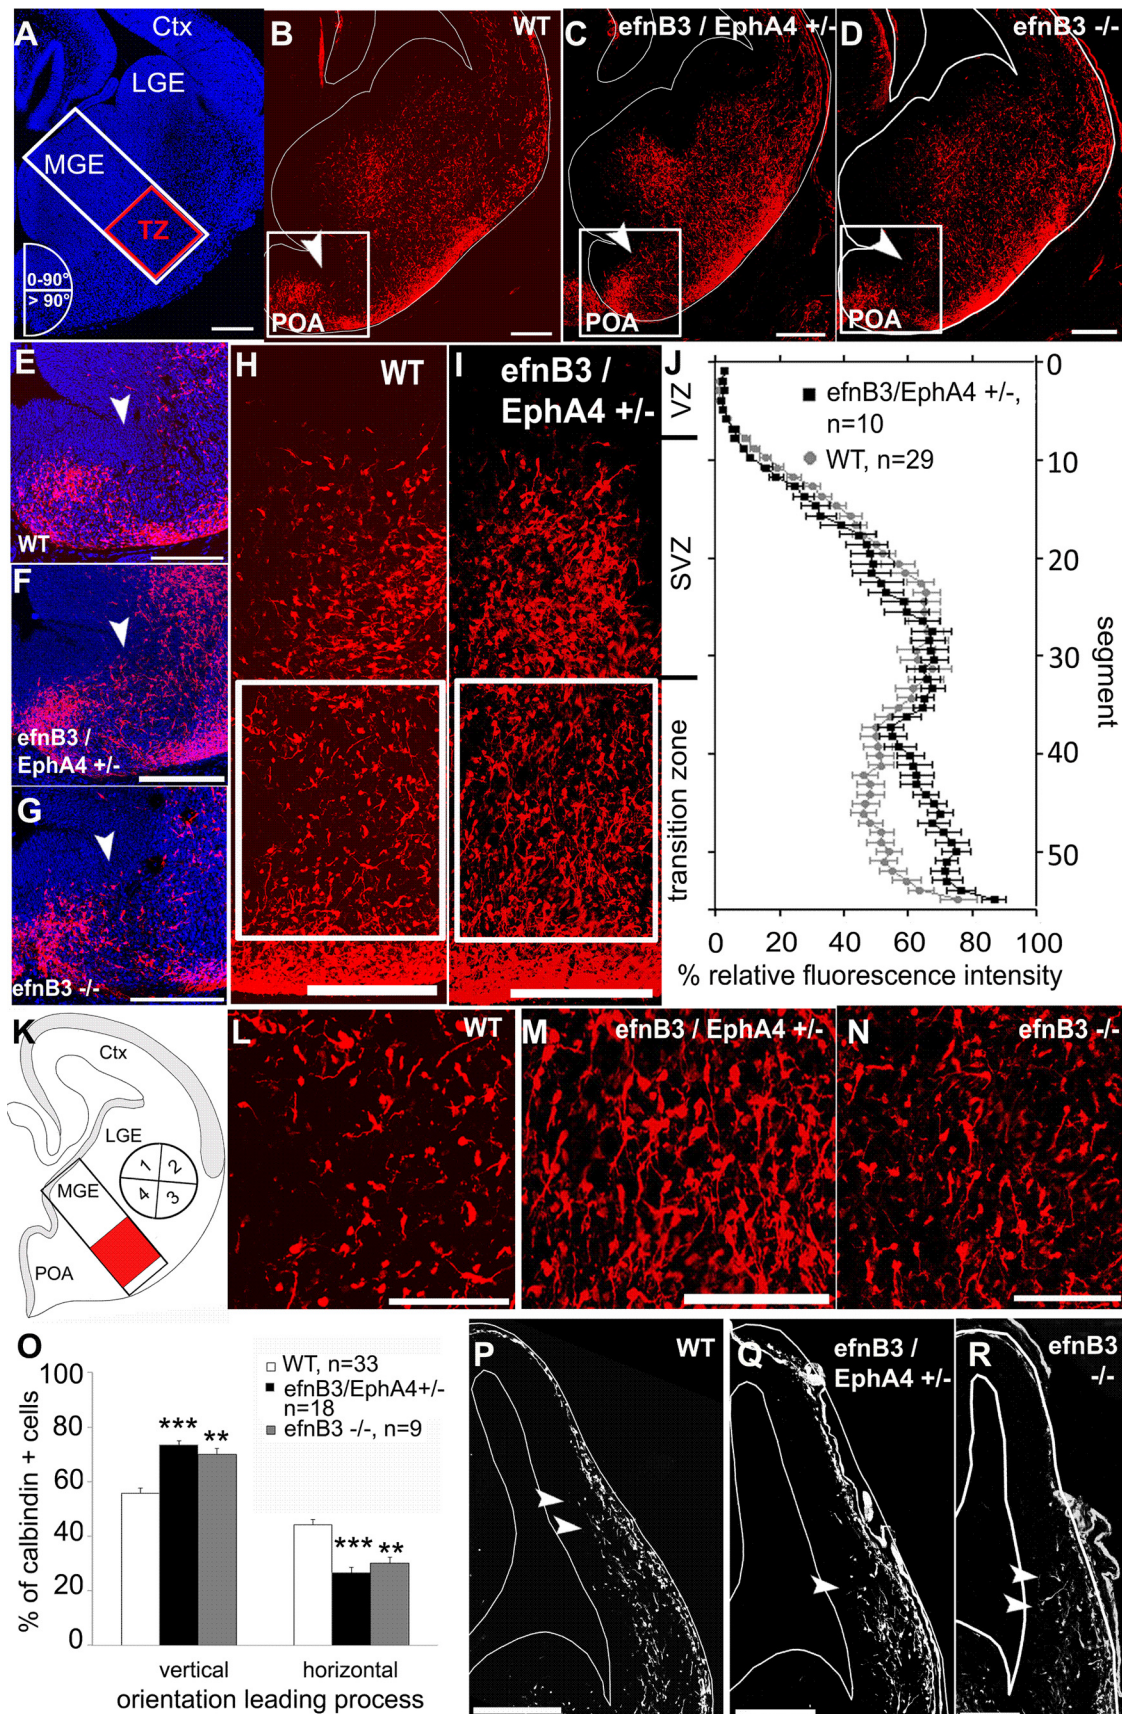 A
Ctx
LGE
MGE
TZ
0-90°
> 90°
B
WT
POA
C
efnB3 / EphA4 +/-
POA
D
efnB3 -/-
POA
E
WT
F
efnB3 /
EphA4 +/-
G
efnB3 -/-
H
WT
I
efnB3 /
EphA4 +/-
J
VZ
SVZ
transition zone
efnB3/EphA4 +/-,
n=10
WT, n=29
0
10
20
30
40
50
segment
0 20 40 60 80 100
% relative fluorescence intensity
K
Ctx
LGE
MGE
POA
1
2
3
4
L
WT
M
efnB3 / EphA4 +/-
N
efnB3 -/-
O
100
80
60
40
20
0
% of calbindin + cells
WT, n=33
efnB3/EphA4+/-
n=18
efnB3 -/-, n=9
*** **
*** **
vertical horizontal
orientation leading process
P
WT
Q
efnB3 /
EphA4 +/-
R
efnB3
-/-